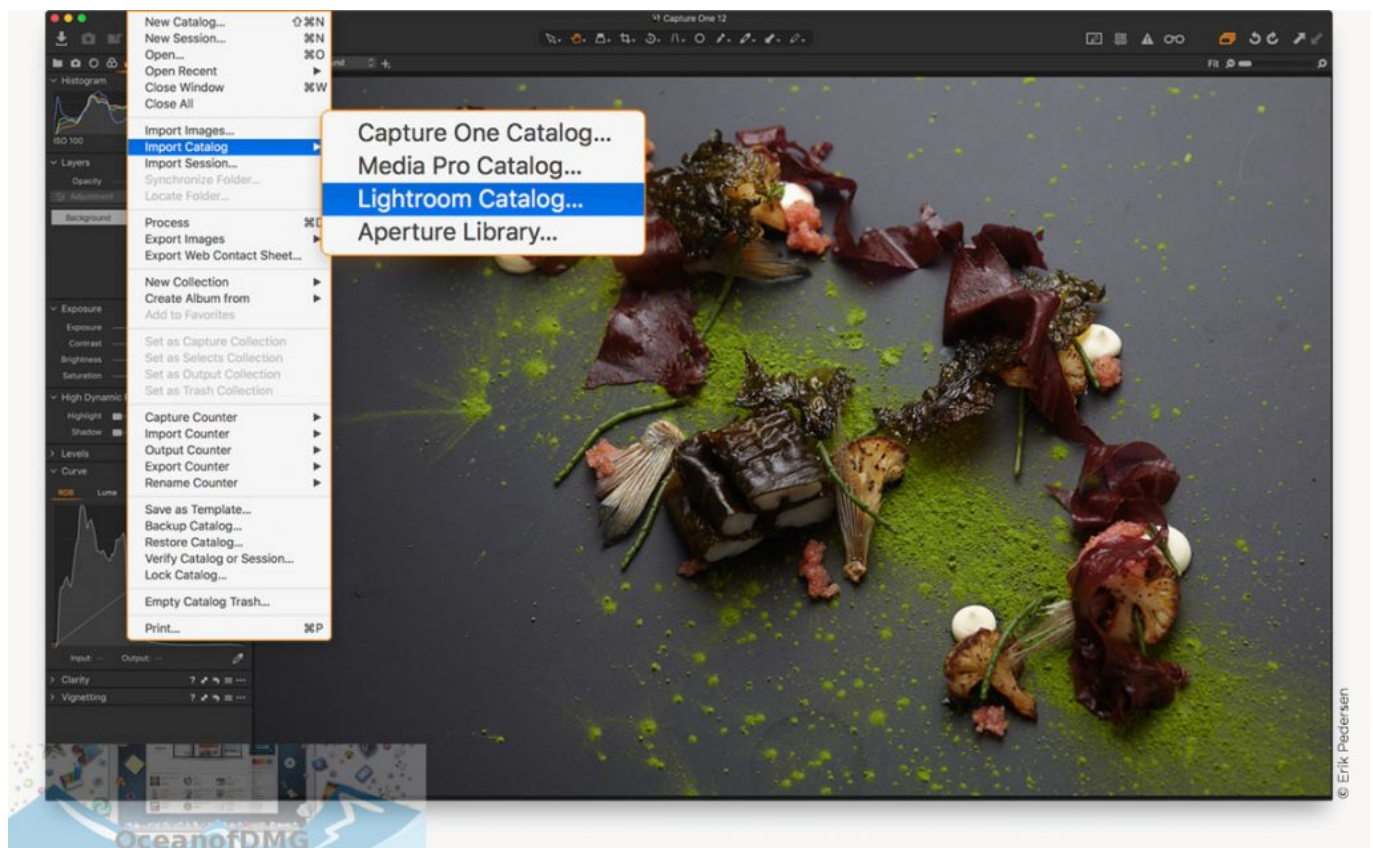 Capture One 12
New Catalog... ⇧⌘N
New Session... ⌘N
Open... ⌘O
Open Recent ▶
Close Window ⌘W
Close All
Import Images...
Import Catalog ▶
Import Session...
Synchronize Folder...
Locate Folder...
Process ⌘D
Export Images ▶
Export Web Contact Sheet...
New Collection ▶
Create Album from ▶
Add to Favorites
Set as Capture Collection
Set as Selects Collection
Set as Output Collection
Set as Trash Collection
Capture Counter ▶
Import Counter ▶
Output Counter ▶
Export Counter ▶
Rename Counter ▶
Save as Template...
Backup Catalog...
Restore Catalog...
Verify Catalog or Session...
Lock Catalog...
Empty Catalog Trash...
Print... ⌘P
Capture One Catalog...
Media Pro Catalog...
Lightroom Catalog...
Aperture Library...
Fit
Histogram
ISO 100
Layers
Opacity
Adjustment
Background
Exposure
Exposure
Contrast
Brightness
Saturation
High Dynamic
Highlight
Shadow
Levels
Curve
RGB Luma
Input: -- Output: --
Clarity ?
Vignetting ?
© Erik Pedersen
OceanofDMG